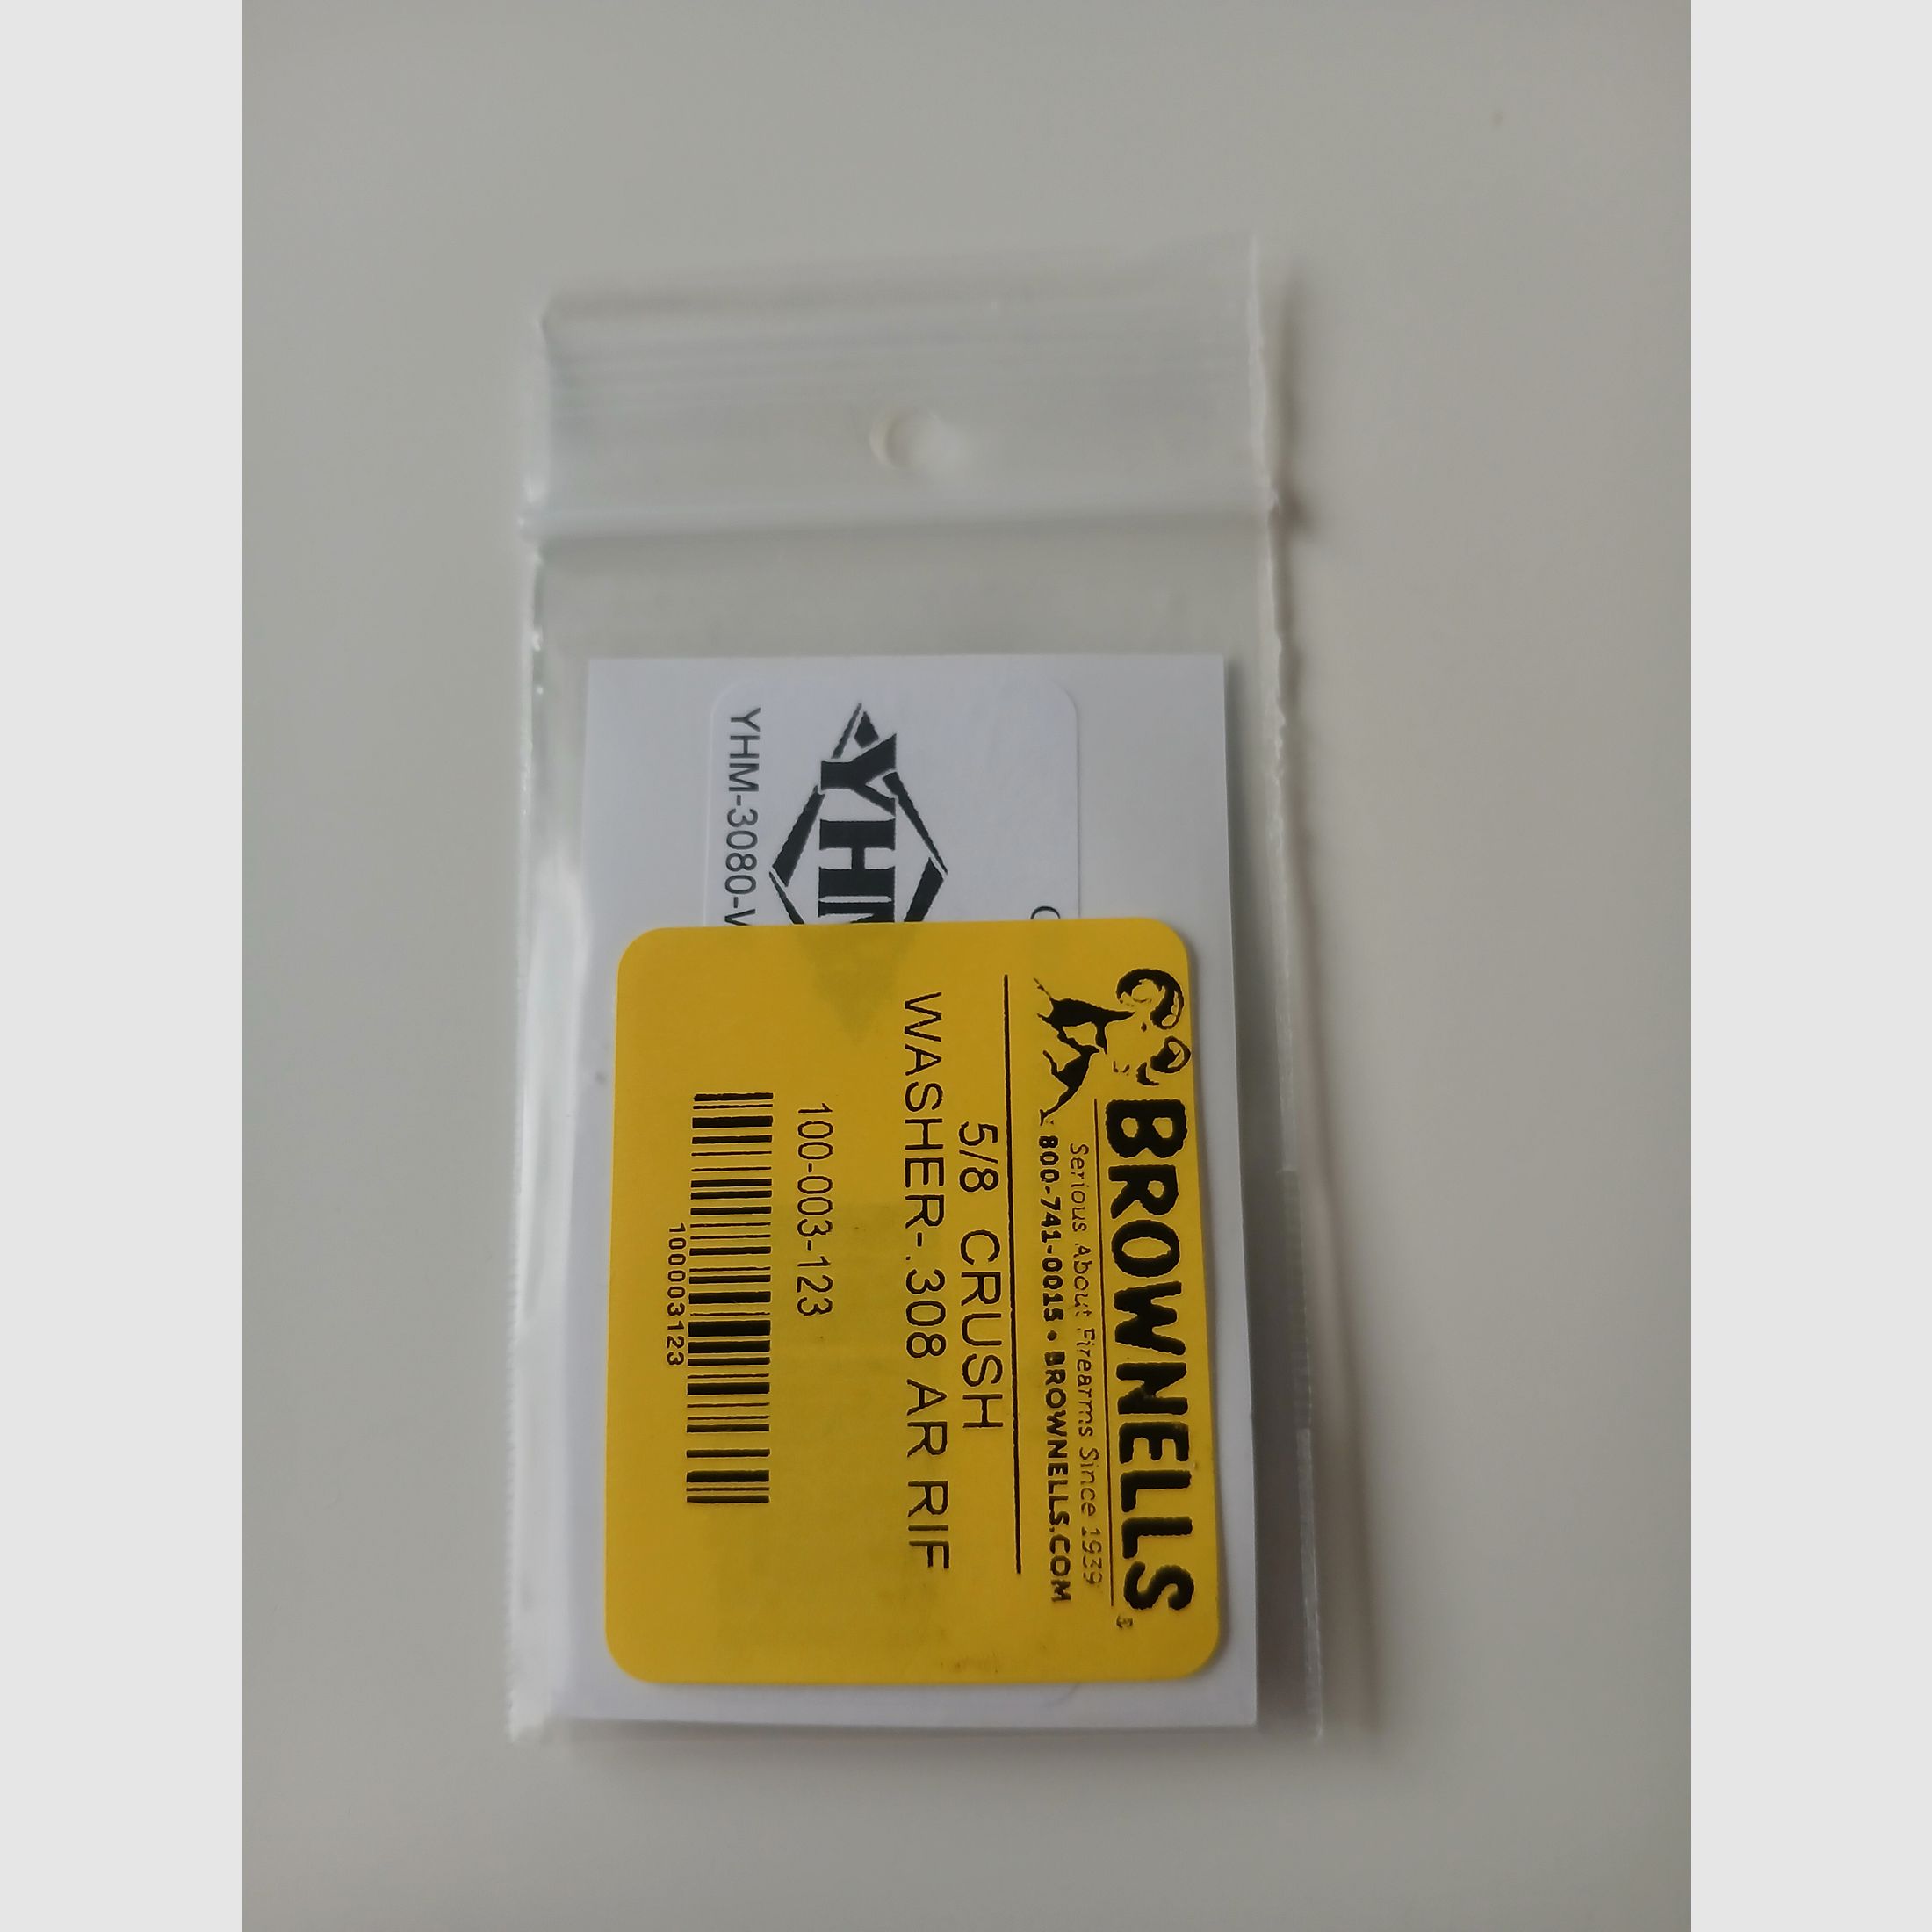 BROWNELLS
Serious About Firearms Since 1939
800-741-0015 • BROWNELLS.COM
5/8 CRUSH
WASHER-.308 AR RIF
100-003-123
100003123
YHM
YHM-3080-